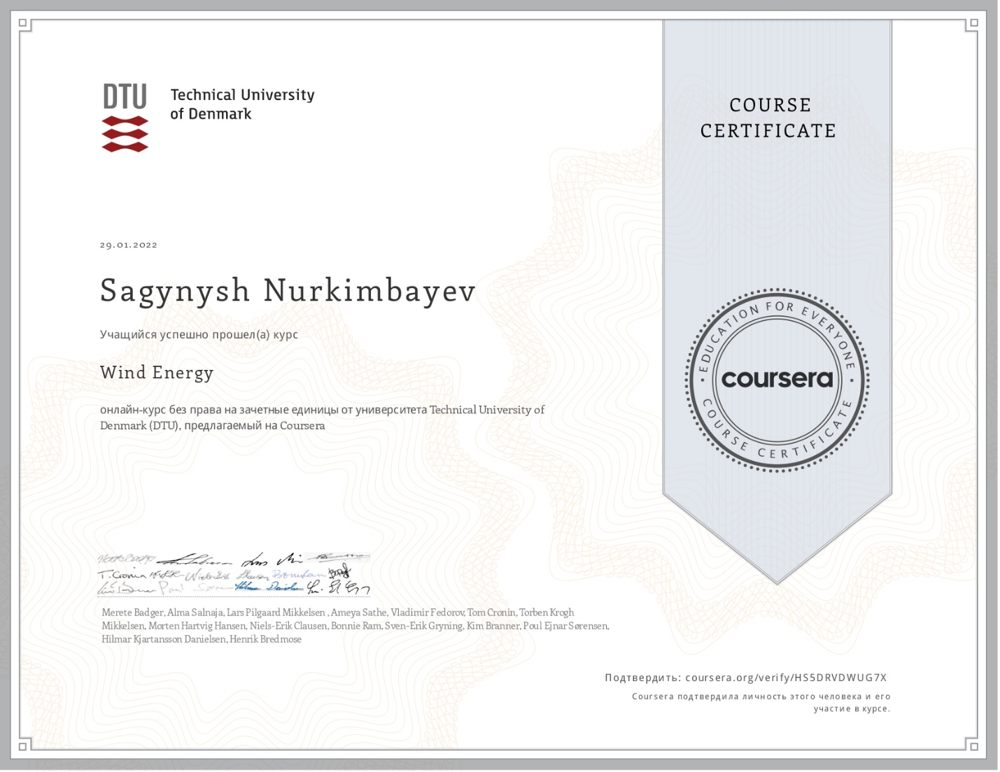 DTU
Technical University
of Denmark
COURSE
CERTIFICATE
29.01.2022
Sagynysh Nurkimbayev
Учащийся успешно прошел(а) курс
Wind Energy
онлайн-курс без права на зачетные единицы от университета Technical University of
Denmark (DTU), предлагаемый на Coursera
EDUCATION FOR EVERYONE
coursera
COURSE CERTIFICATE
Merete Badger, Alma Salnaja, Lars Pilgaard Mikkelsen , Ameya Sathe, Vladimir Fedorov, Tom Cronin, Torben Krogh
Mikkelsen, Morten Hartvig Hansen, Niels-Erik Clausen, Bonnie Ram, Sven-Erik Gryning, Kim Branner, Poul Ejnar Sørensen,
Hilmar Kjartansson Danielsen, Henrik Bredmose
Подтвердить: coursera.org/verify/HS5DRVDWUG7X
Coursera подтвердила личность этого человека и его
участие в курсе.